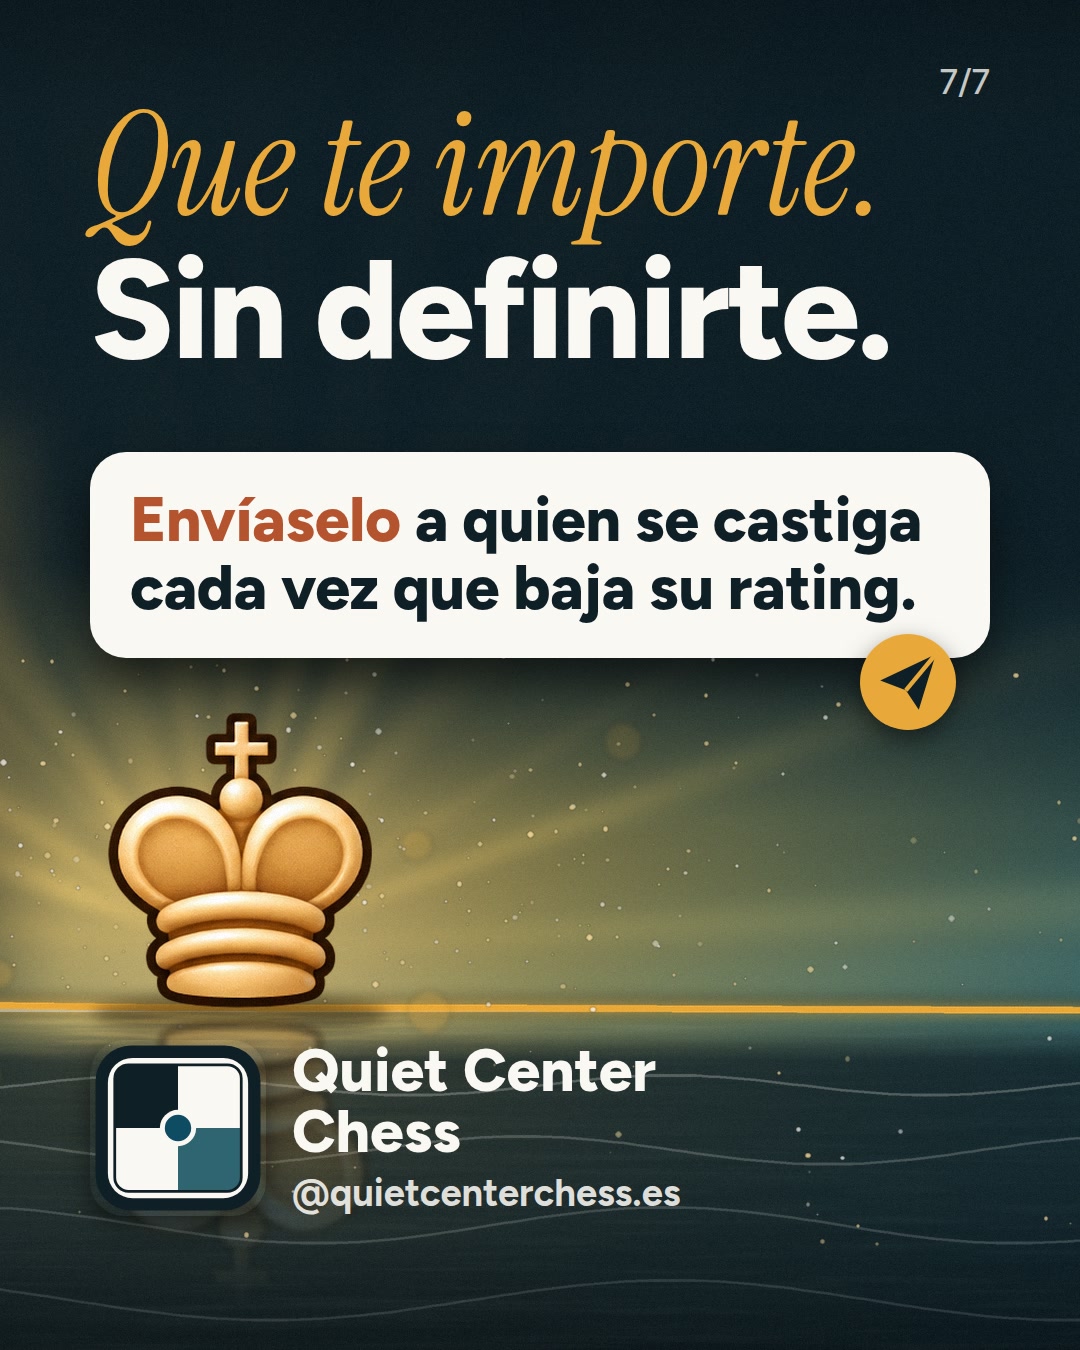 7/7
Que te importe.
Sin definirte.
Envíaselo a quien se castiga
cada vez que baja su rating.
Quiet Center
Chess
@quietcenterchess.es